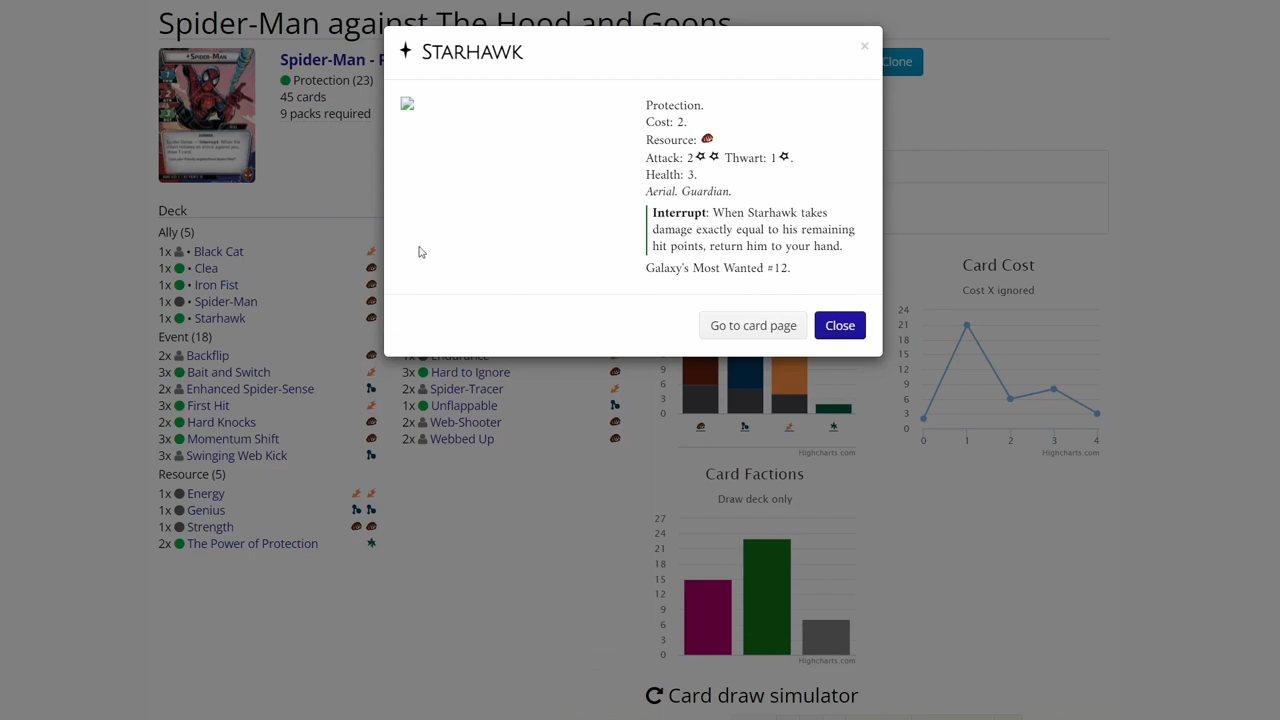 Spider-Man against The Hood and Goons
Spider-Man -
Protection (23)
45 cards
9 packs required
Clone
STARHAWK
×
Protection.
Cost: 2.
Resource:
Attack: 2 Thwart: 1.
Health: 3.
Aerial. Guardian.
Interrupt: When Starhawk takes
damage exactly equal to his remaining
hit points, return him to your hand.
Galaxy's Most Wanted #12.
Go to card page
Close
Deck
Ally (5)
1x • Black Cat
1x • Clea
1x • Iron Fist
1x • Spider-Man
1x • Starhawk
Event (18)
2x Backflip
3x Bait and Switch
2x Enhanced Spider-Sense
3x First Hit
2x Hard Knocks
3x Momentum Shift
3x Swinging Web Kick
Resource (5)
1x Energy
1x Genius
1x Strength
2x The Power of Protection
1x Endurance
3x Hard to Ignore
2x Spider-Tracer
1x Unflappable
2x Web-Shooter
2x Webbed Up
9
6
3
0
Highcharts.com
Card Cost
Cost X ignored
24
21
18
15
12
9
6
3
0
0 1 2 3 4
Highcharts.com
Card Factions
Draw deck only
27
24
21
18
15
12
9
6
3
0
Highcharts.com
Card draw simulator